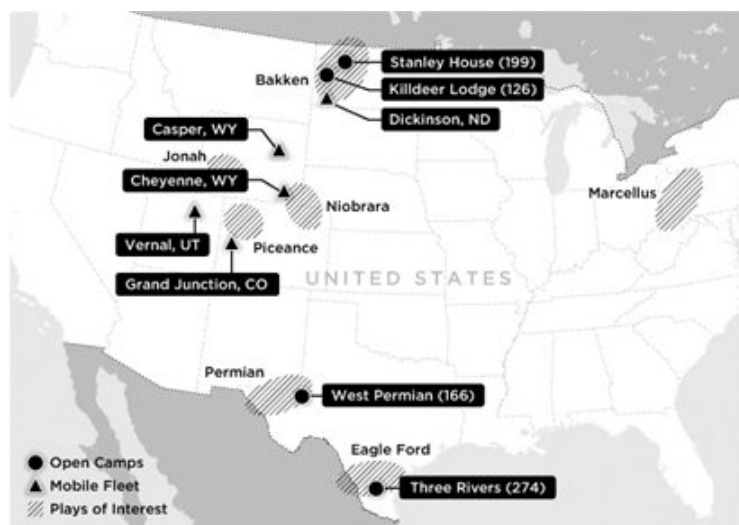 Stanley House (199)
Bakken
Killdeer Lodge (126)
Dickinson, ND
Casper, WY
Jonah
Cheyenne, WY
Marcellus
Niobrara
Vernal, UT
Piceance
Grand Junction, CO
UNITED STATES
Permian
West Permian (166)
Eagle Ford
Three Rivers (274)
Open Camps
Mobile Fleet
Plays of Interest